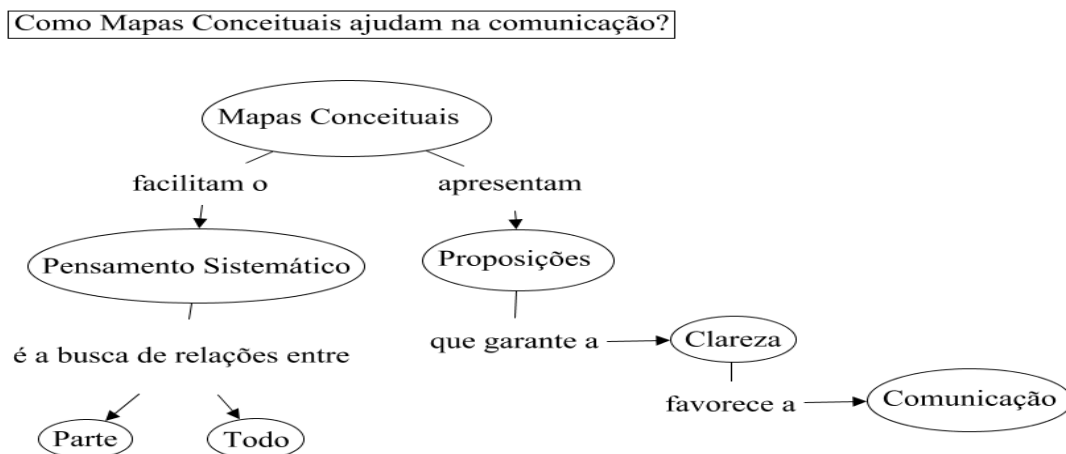 Como Mapas Conceituais ajudam na comunicação?
Mapas Conceituais
facilitam o
apresentam
Pensamento Sistemático
Proposições
é a busca de relações entre
que garante a
Clareza
favorece a
Comunicação
Parte
Todo